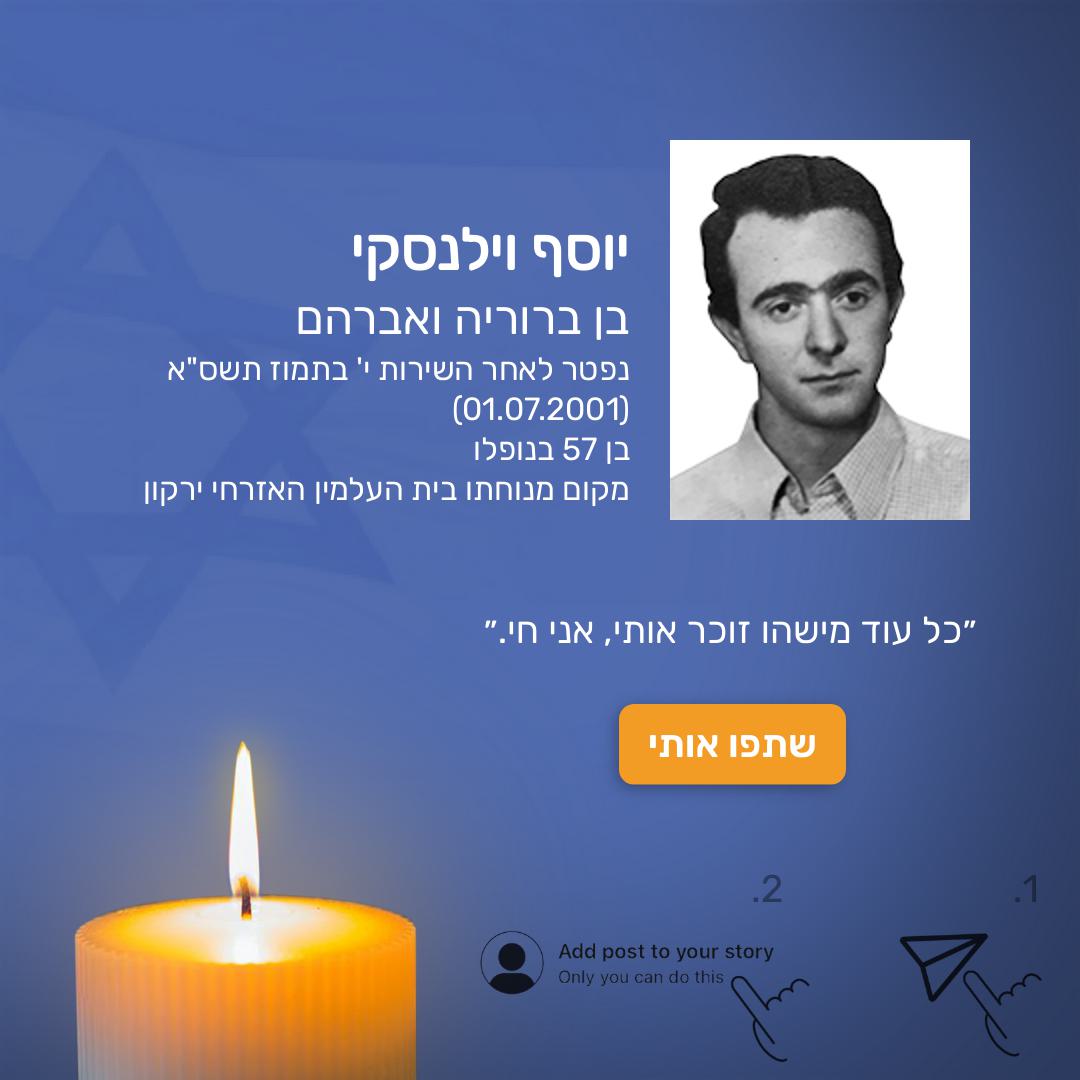 יוסף וילנסקי
בן ברוריה ואברהם
נפטר לאחר השירות י' בתמוז תשס"א
(01.07.2001)
בן 57 בנופלו
מקום מנוחתו בית העלמין האזרחי ירקון
״כל עוד מישהו זוכר אותי, אני חי.״
שתפו אותי
1.
2.
Add post to your story
Only you can do this